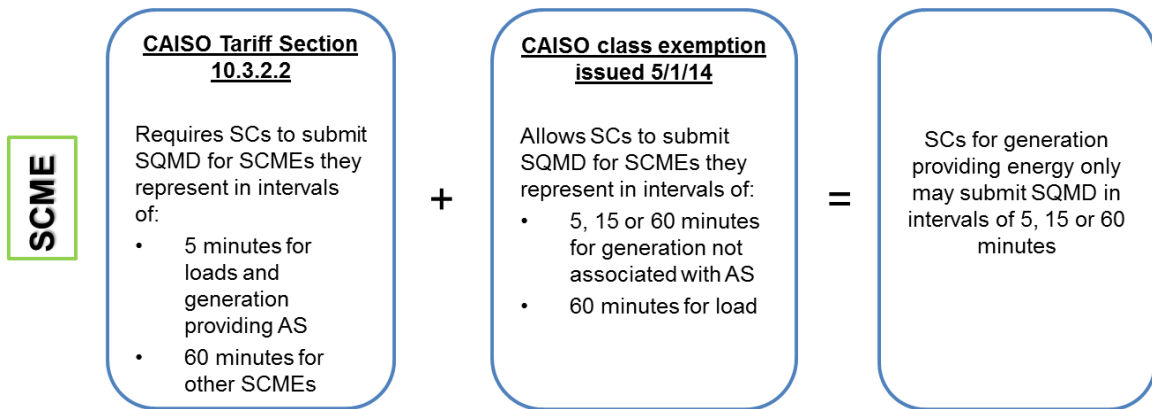 SCME
CAISO Tariff Section
10.3.2.2
Requires SCs to submit
SQMD for SCMEs they
represent in intervals
of:
• 5 minutes for
loads and
generation
providing AS
• 60 minutes for
other SCMEs
+
CAISO class exemption
issued 5/1/14
Allows SCs to submit
SQMD for SCMEs they
represent in intervals of:
• 5, 15 or 60 minutes
for generation not
associated with AS
• 60 minutes for load
=
SCs for generation
providing energy only
may submit SQMD in
intervals of 5, 15 or 60
minutes